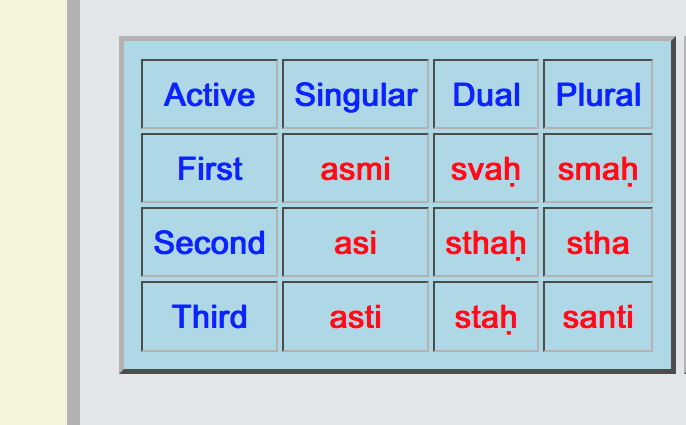 Active Singular Dual Plural
First asmi svaḥ smaḥ
Second asi sthaḥ stha
Third asti staḥ santi